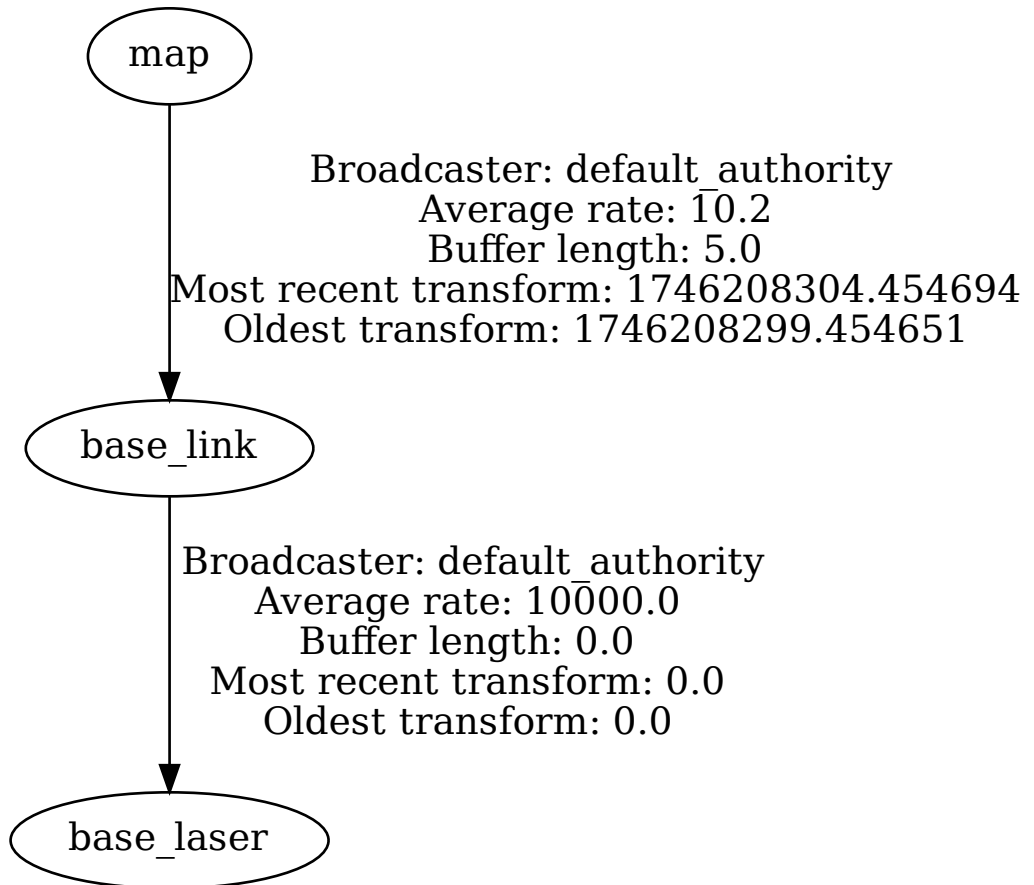 map
Broadcaster: default_authority
Average rate: 10.2
Buffer length: 5.0
Most recent transform: 1746208304.454694
Oldest transform: 1746208299.454651
base_link
Broadcaster: default_authority
Average rate: 10000.0
Buffer length: 0.0
Most recent transform: 0.0
Oldest transform: 0.0
base_laser